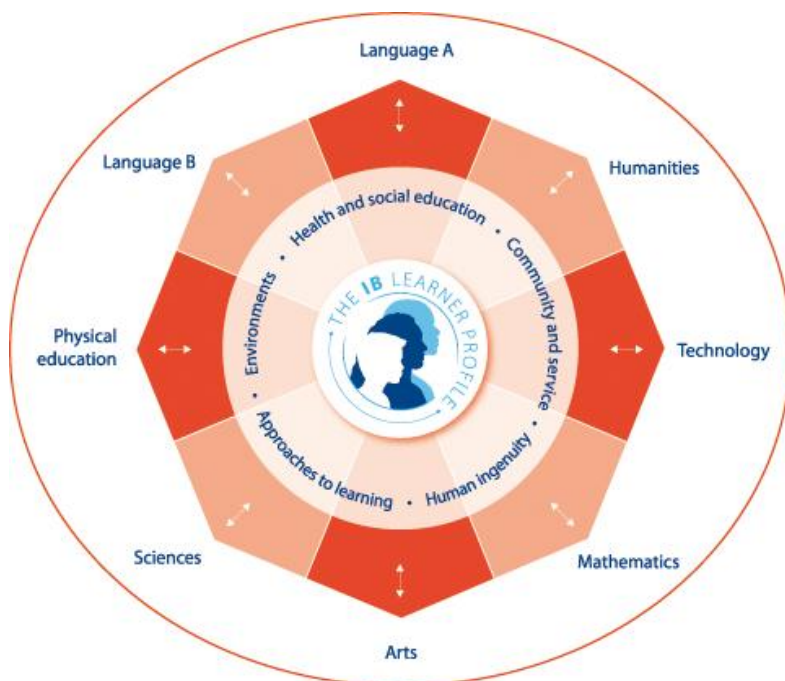 Language A
Language B
Humanities
Physical
education
Technology
Sciences
Mathematics
Arts
Health and social education
•
Community and service
•
Human ingenuity
•
Approaches to learning
•
Environments
•
THE IB LEARNER PROFILE